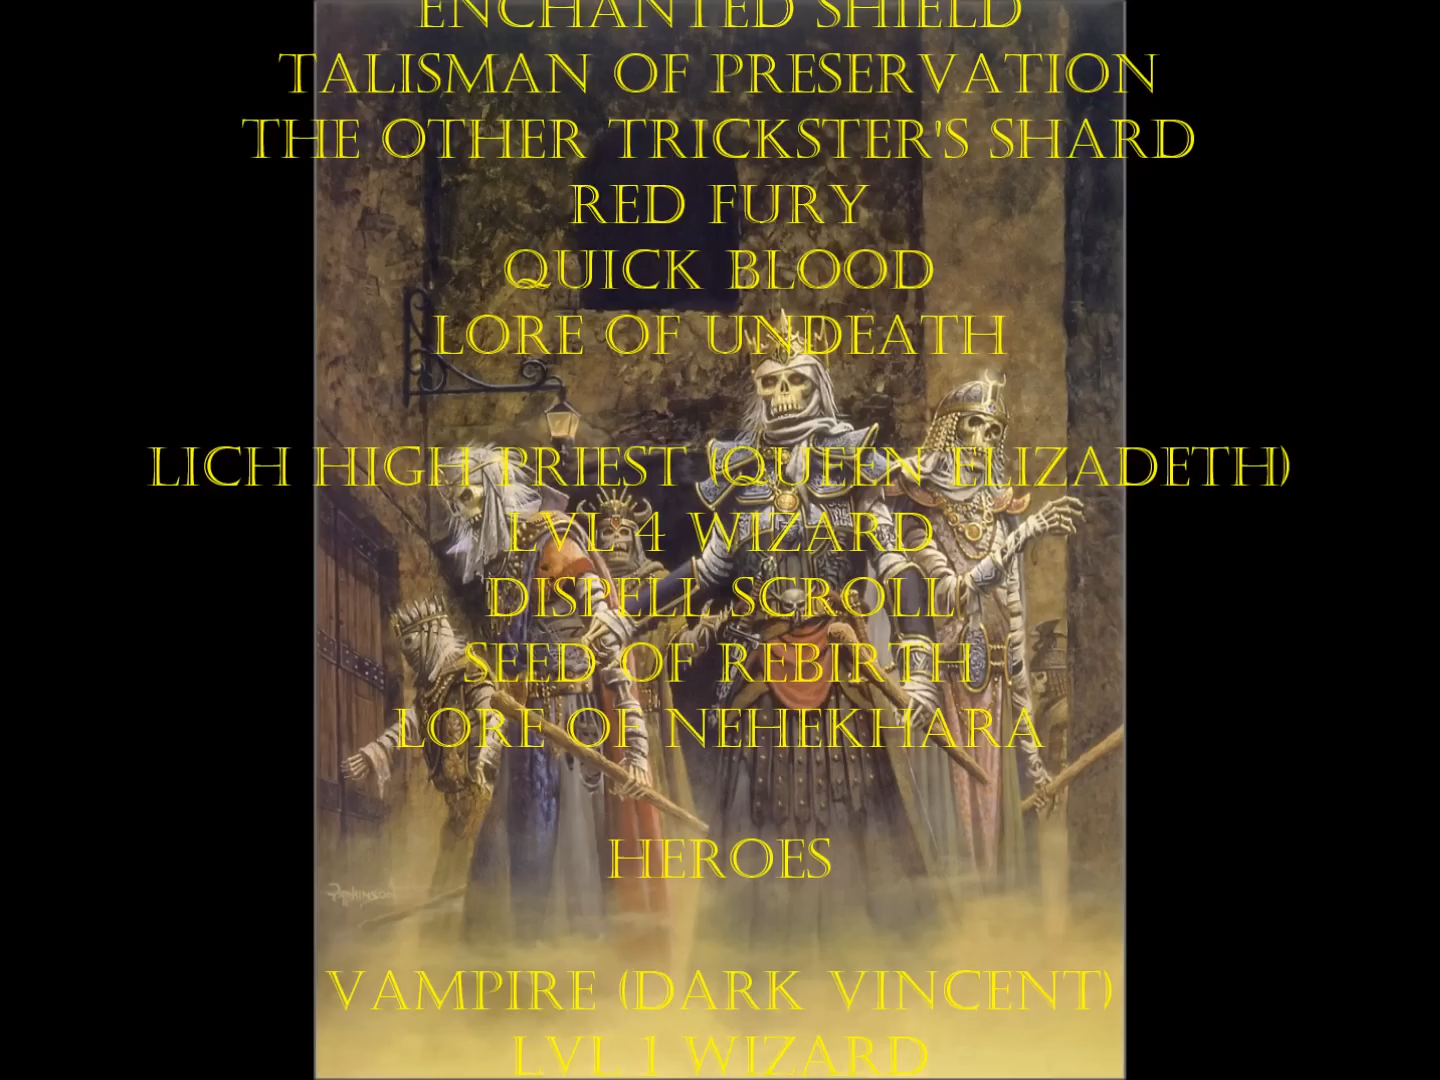 ENCHANTED SHIELD
TALISMAN OF PRESERVATION
THE OTHER TRICKSTER'S SHARD
RED FURY
QUICK BLOOD
LORE OF UNDEATH
LICH HIGH PRIEST (QUEEN ELIZADETH)
LVL 4 WIZARD
DISPELL SCROLL
SEED OF REBIRTH
LORE OF NEHEKHARA
HEROES
PARKINSON
VAMPIRE (DARK VINCENT)
LVL 1 WIZARD